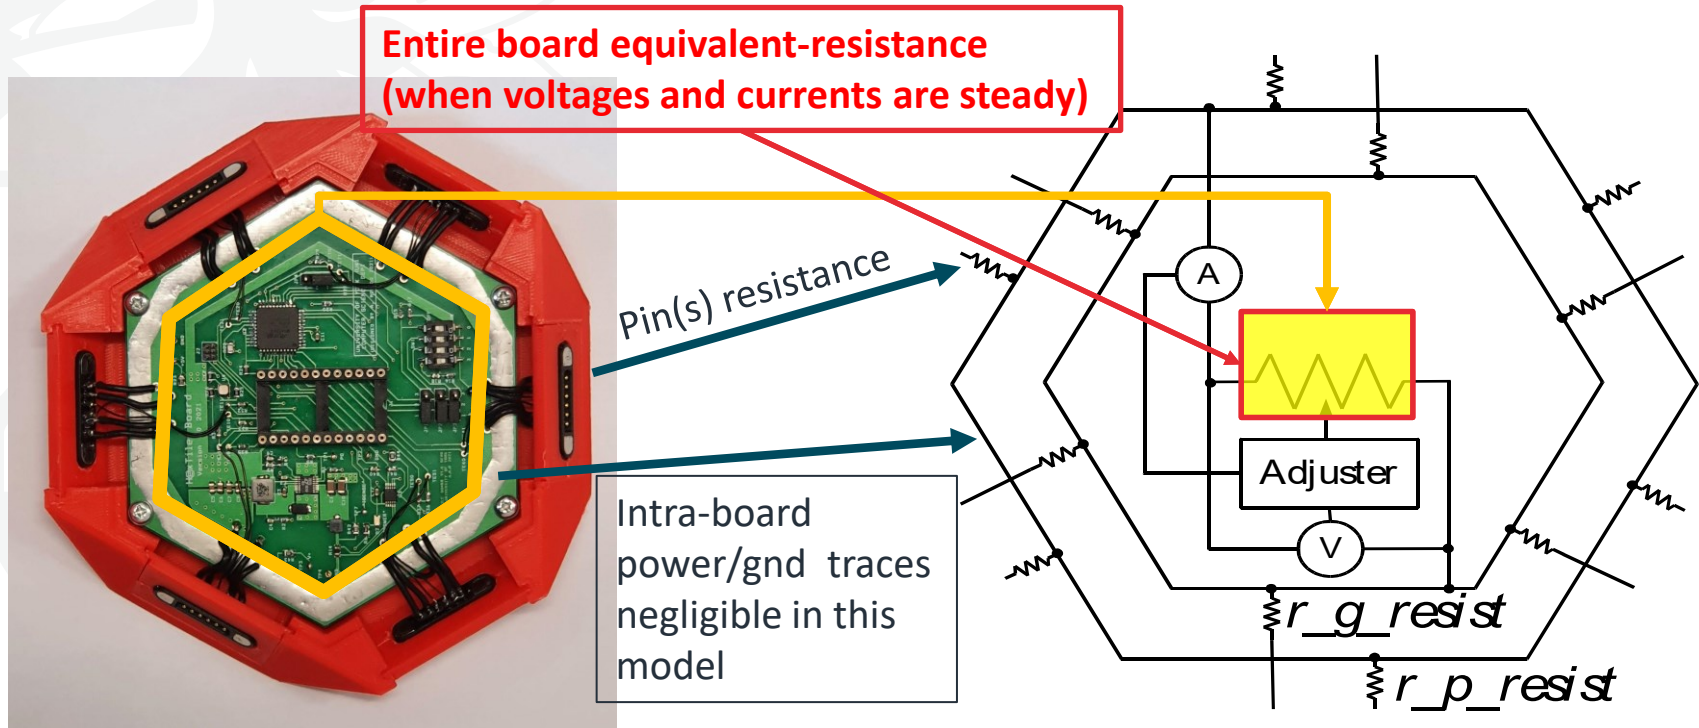 Entire board equivalent-resistance
(when voltages and currents are steady)
Pin(s) resistance
A
Adjuster
V
Intra-board
power/gnd traces
negligible in this
model
r_g_resist
r_p_resist